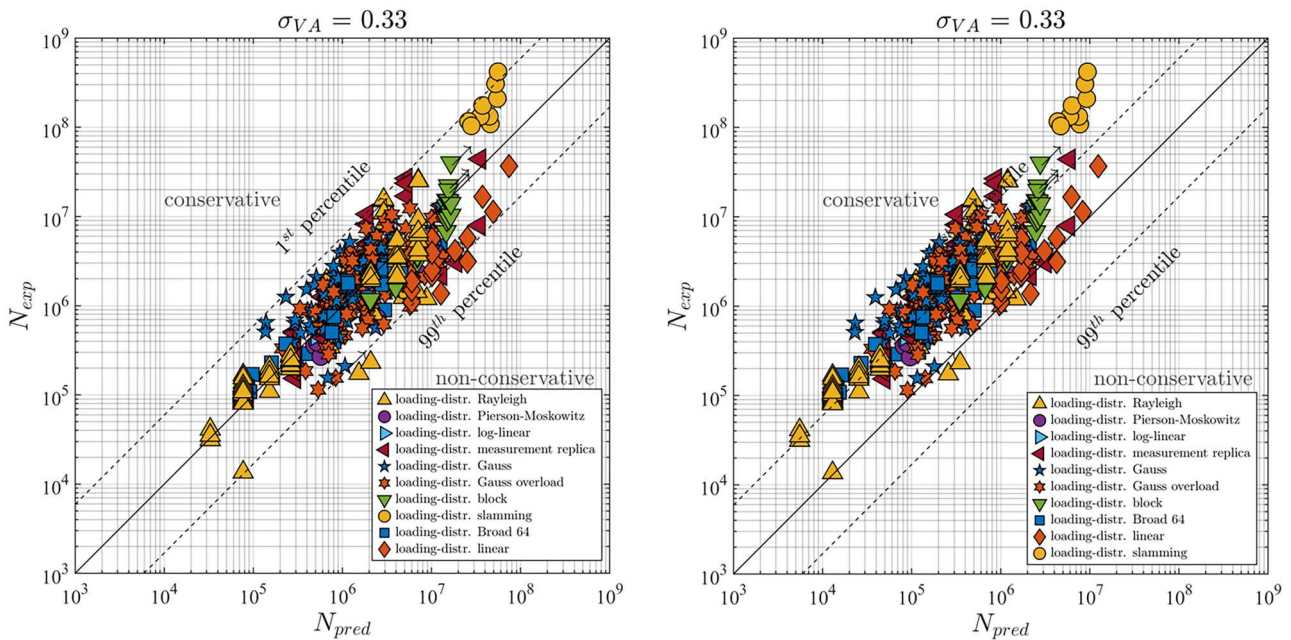 σ_VA = 0.33
10^9
10^8
10^7
10^6
10^5
10^4
10^3
N_exp
conservative
1^st percentile
99^th percentile
non-conservative
loading-distr. Rayleigh
loading-distr. Pierson-Moskowitz
loading-distr. log-linear
loading-distr. measurement replica
loading-distr. Gauss
loading-distr. Gauss overload
loading-distr. block
loading-distr. slamming
loading-distr. Broad 64
loading-distr. linear
10^3 10^4 10^5 10^6 10^7 10^8 10^9
N_pred
σ_VA = 0.33
10^9
10^8
10^7
10^6
10^5
10^4
10^3
N_exp
conservative
99^th percentile
non-conservative
loading-distr. Rayleigh
loading-distr. Pierson-Moskowitz
loading-distr. log-linear
loading-distr. measurement replica
loading-distr. Gauss
loading-distr. Gauss overload
loading-distr. block
loading-distr. Broad 64
loading-distr. linear
loading-distr. slamming
10^3 10^4 10^5 10^6 10^7 10^8 10^9
N_pred